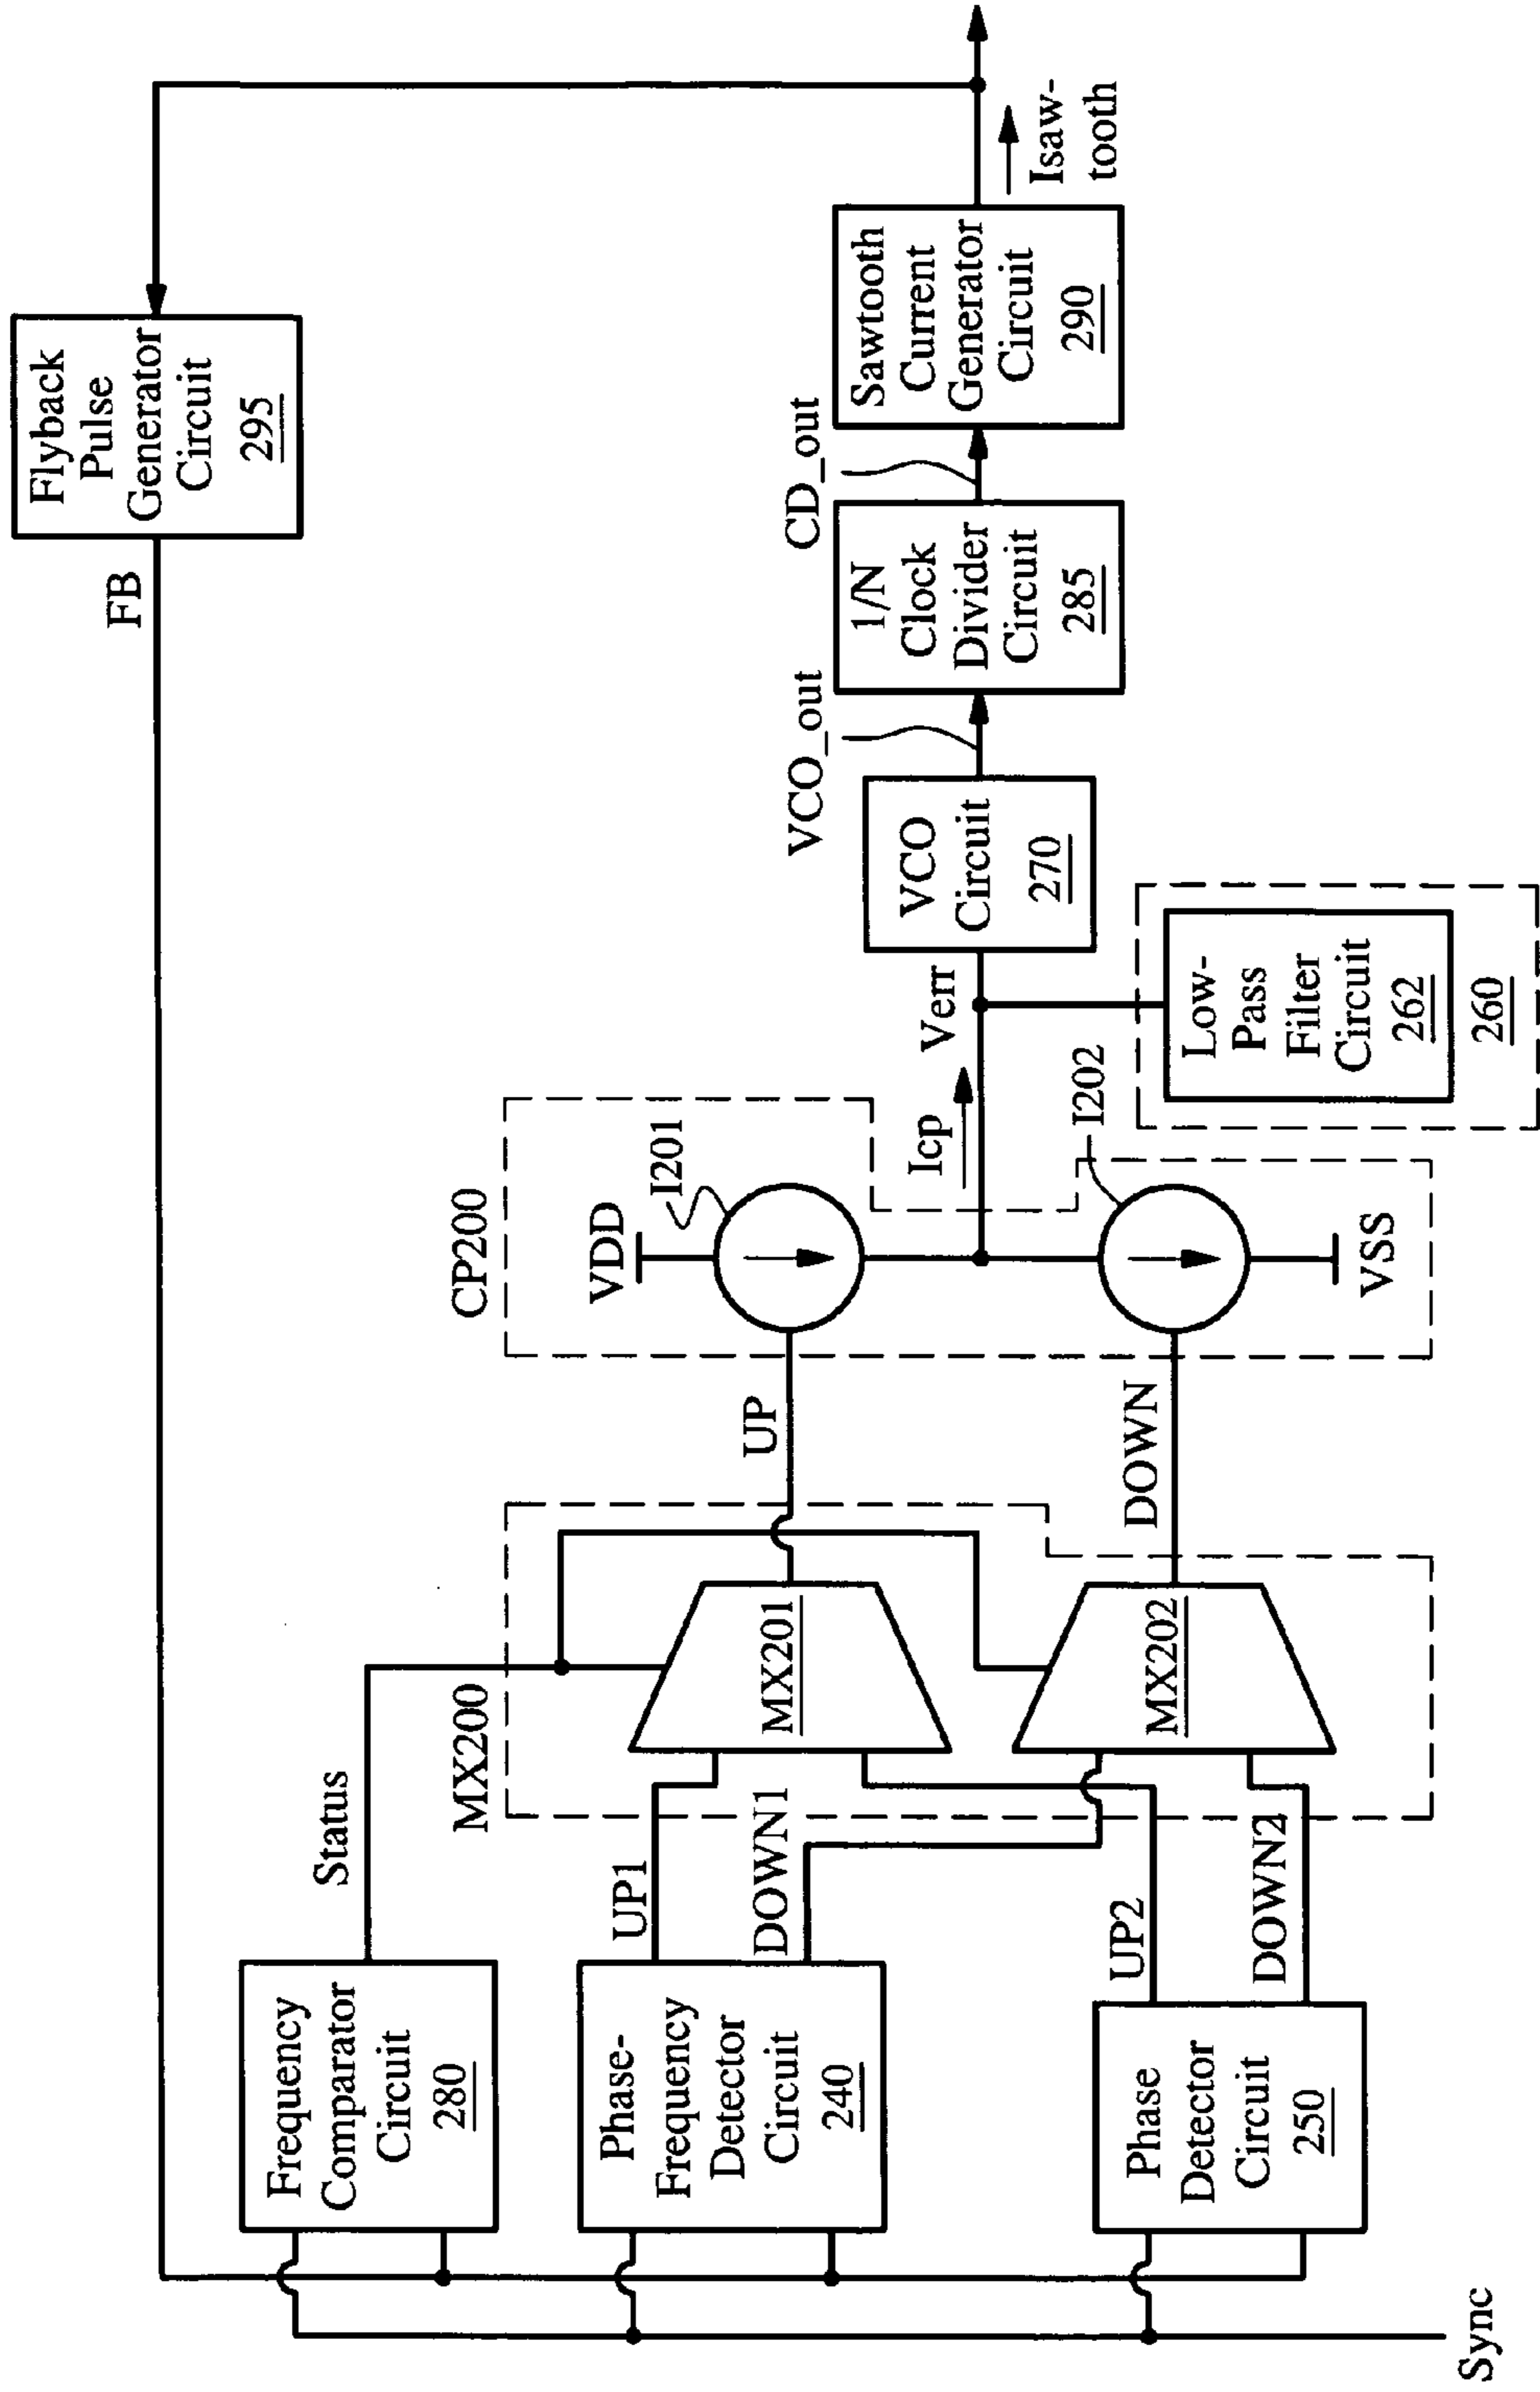 Flyback
Pulse
Generator
Circuit
295
FB
Sawtooth
Current
Generator
Circuit
290
Isaw-
tooth
CD_out
1/N
Clock
Divider
Circuit
285
VCO_out
VCO
Circuit
270
Verr
Low-
Pass
Filter
Circuit
262
260
Icp
CP200
VDD
I201
I202
VSS
UP
DOWN
MX200
MX201
MX202
Status
UP1
DOWN1
UP2
DOWN2
Frequency
Comparator
Circuit
280
Phase-
Frequency
Detector
Circuit
240
Phase
Detector
Circuit
250
Sync